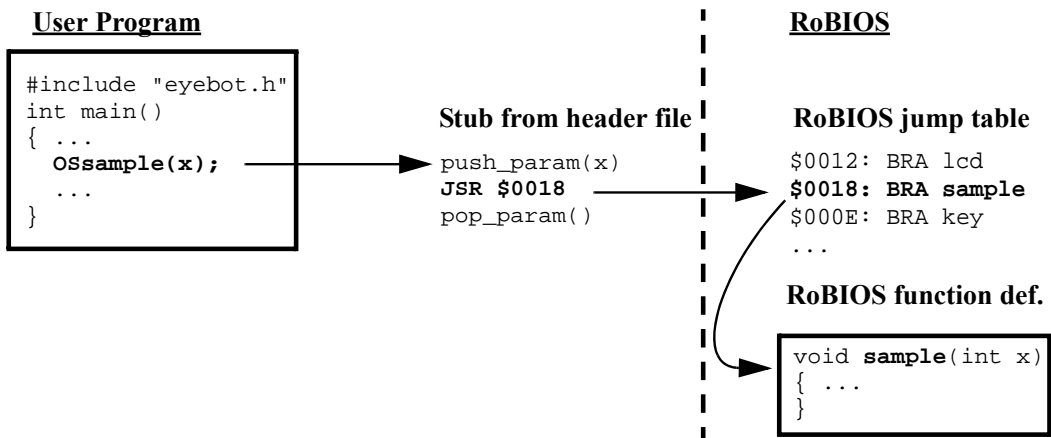 User Program
#include "eyebot.h"
int main()
{ ...
OSsample(x);
...
}
Stub from header file
push_param(x)
JSR $0018
pop_param()
RoBIOS
RoBIOS jump table
$0012: BRA lcd
$0018: BRA sample
$000E: BRA key
...
RoBIOS function def.
void sample(int x)
{ ...
}